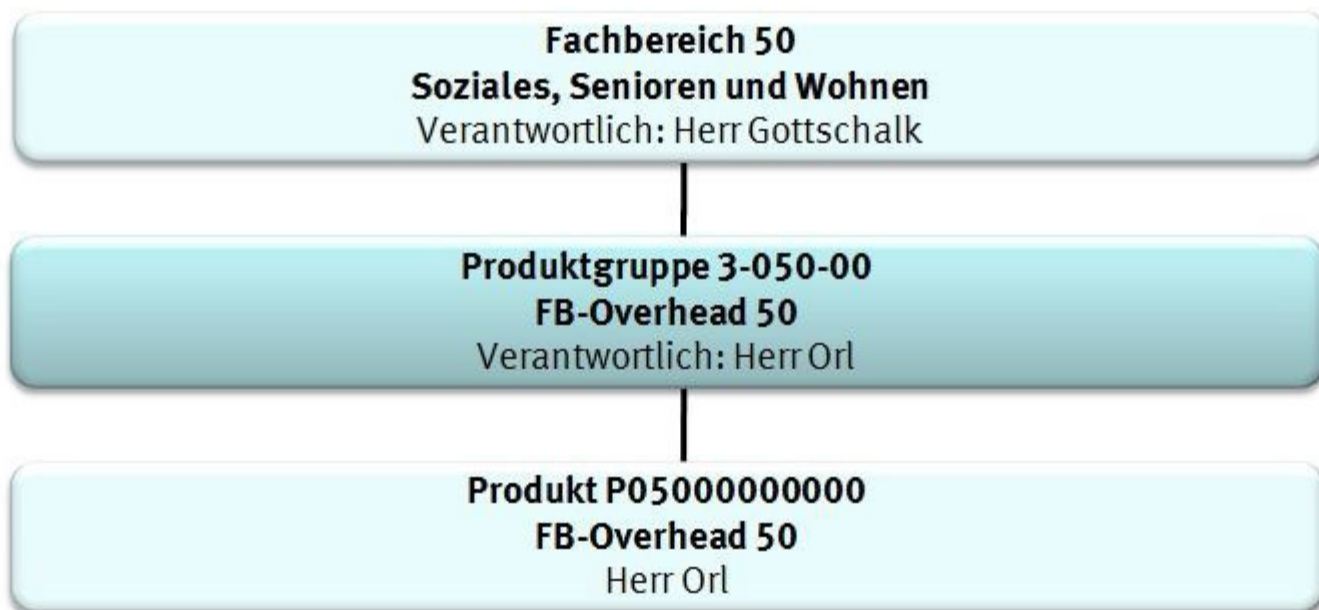 Fachbereich 50
Soziales, Senioren und Wohnen
Verantwortlich: Herr Gottschalk
Produktgruppe 3-050-00
FB-Overhead 50
Verantwortlich: Herr Orl
Produkt P05000000000
FB-Overhead 50
Herr Orl